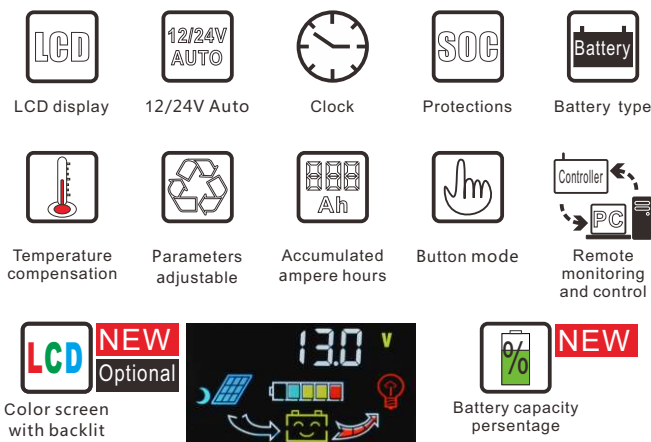 LCD
12/24V
AUTO
SOC
Battery
LCD display
12/24V Auto
Clock
Protections
Battery type
888
Ah
Controller
PC
Temperature
compensation
Parameters
adjustable
Accumulated
ampere hours
Button mode
Remote
monitoring
and control
LCD
NEW
Optional
Color screen
with backlit
13.0 V
%
NEW
Battery capacity
persentage